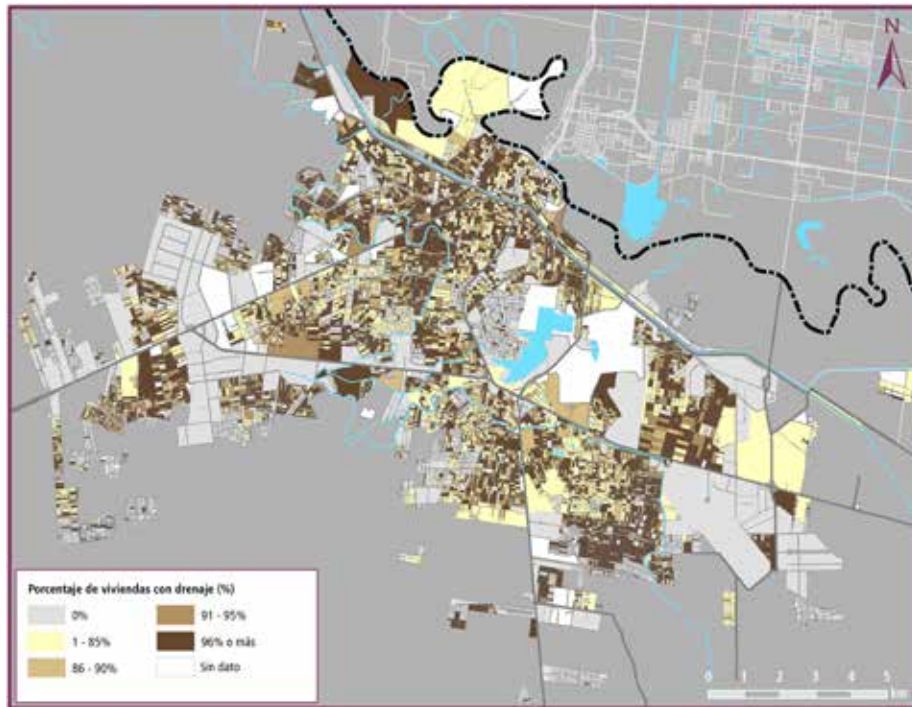 N
Porcentaje de viviendas con drenaje (%)
0%
91 - 95%
1 - 85%
96% o más
86 - 90%
Sin dato
0 1 2 3 4 5
km